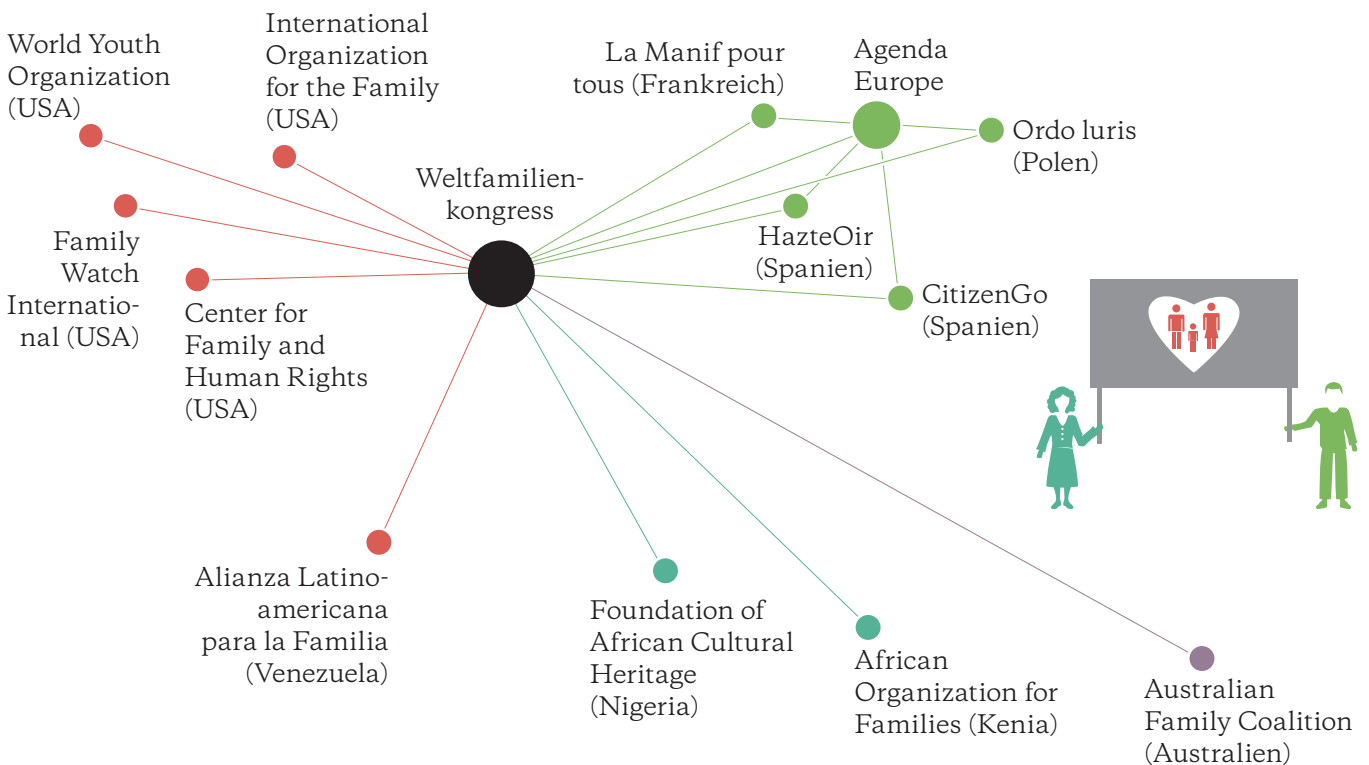 World Youth
Organization
(USA)
International
Organization
for the Family
(USA)
La Manif pour
tous (Frankreich)
Agenda
Europe
Ordo Iuris
(Polen)
Weltfamilien-
kongress
Family
Watch
Internatio-
nal (USA)
HazteOir
(Spanien)
CitizenGo
(Spanien)
Center for
Family and
Human Rights
(USA)
Alianza Latino-
americana
para la Familia
(Venezuela)
Foundation of
African Cultural
Heritage
(Nigeria)
African
Organization for
Families (Kenia)
Australian
Family Coalition
(Australien)